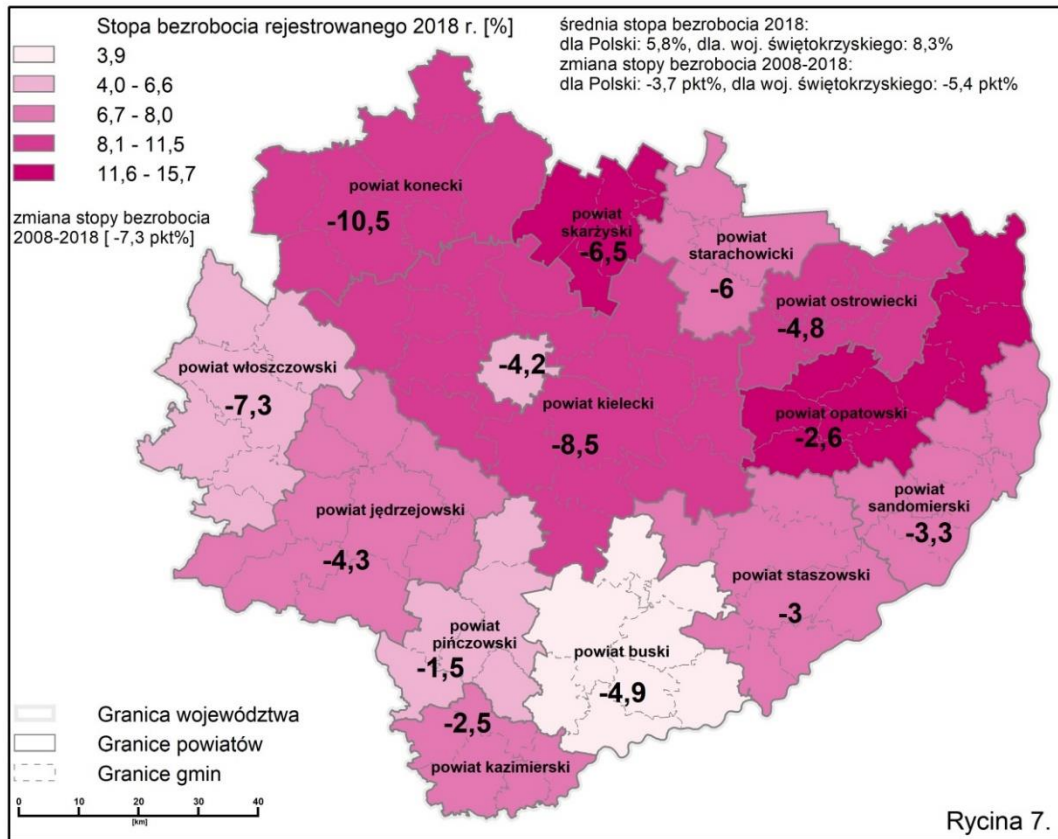 Stopa bezrobocia rejestrowanego 2018 r. [%]
3,9
4,0 - 6,6
6,7 - 8,0
8,1 - 11,5
11,6 - 15,7
zmiana stopy bezrobocia
2008-2018 [ -7,3 pkt%]
średnia stopa bezrobocia 2018:
dla Polski: 5,8%, dla. woj. świętokrzyskiego: 8,3%
zmiana stopy bezrobocia 2008-2018:
dla Polski: -3,7 pkt%, dla woj. świętokrzyskiego: -5,4 pkt%
powiat konecki
-10,5
powiat
skarżyski
-6,5
powiat
starachowicki
-6
powiat ostrowiecki
-4,8
powiat włoszczowski
-7,3
-4,2
powiat kielecki
-8,5
powiat opatowski
-2,6
powiat
sandomierski
-3,3
powiat jędrzejowski
-4,3
powiat staszowski
-3
powiat
pińczowski
-1,5
powiat buski
-4,9
-2,5
powiat kazimierski
Granica województwa
Granice powiatów
Granice gmin
0 10 20 30 40
[km]
Rycina 7.